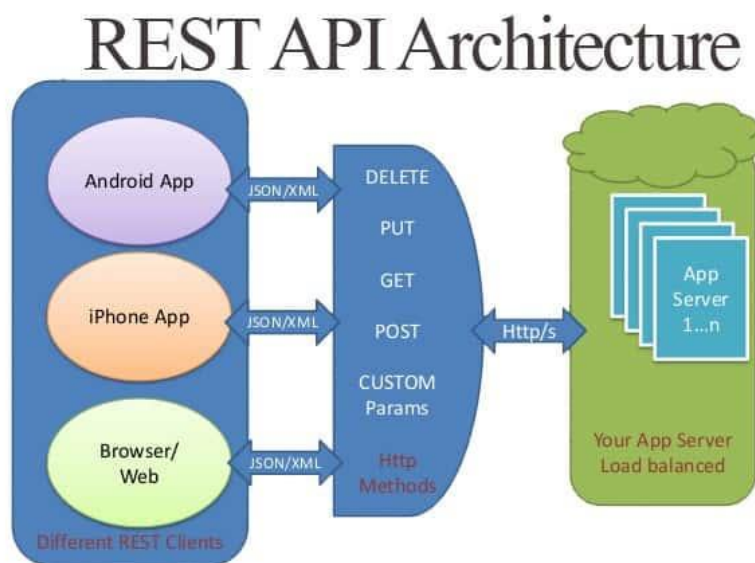 REST API Architecture
Android App
JSON/XML
iPhone App
JSON/XML
Browser/
Web
JSON/XML
Different REST Clients
DELETE
PUT
GET
POST
CUSTOM
Params
Http
Methods
Http/s
App
Server
1...n
Your App Server
Load balanced